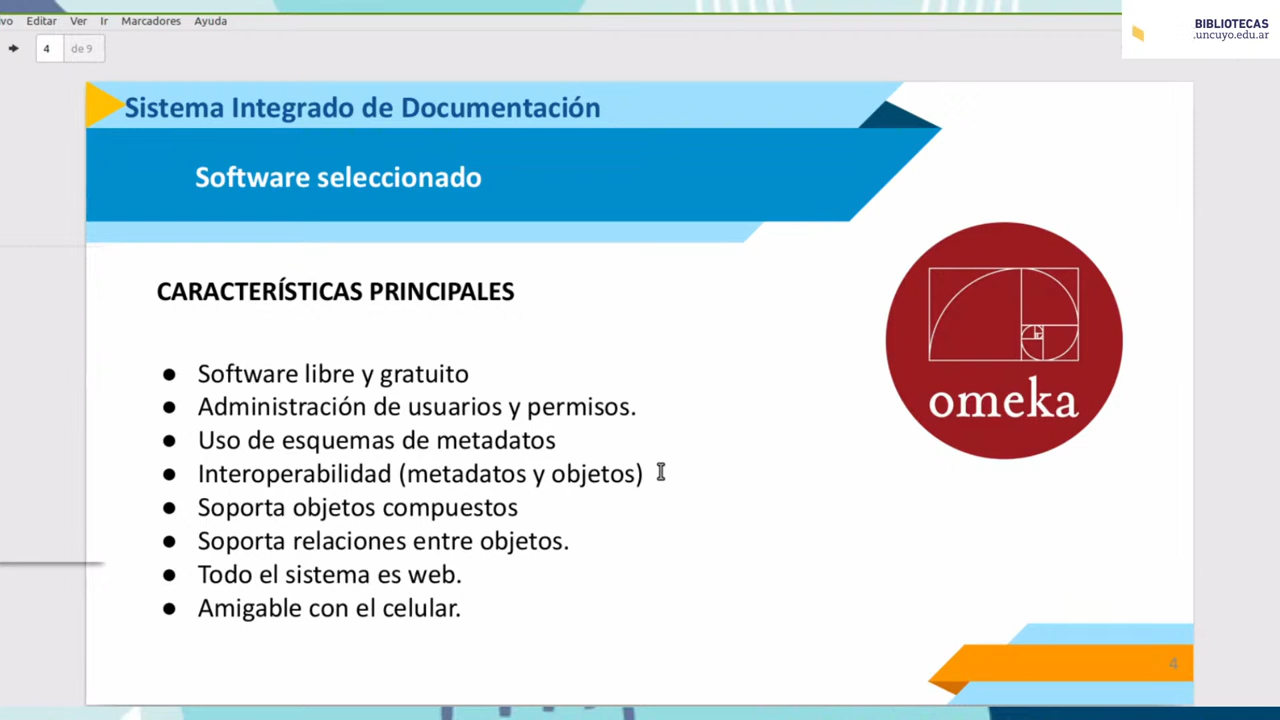 vo Editar Ver Ir Marcadores Ayuda
4 de 9
BIBLIOTECAS
.uncuyo.edu.ar
Sistema Integrado de Documentación
Software seleccionado
CARACTERÍSTICAS PRINCIPALES
● Software libre y gratuito
● Administración de usuarios y permisos.
● Uso de esquemas de metadatos
● Interoperabilidad (metadatos y objetos)
● Soporta objetos compuestos
● Soporta relaciones entre objetos.
● Todo el sistema es web.
● Amigable con el celular.
omeka
4